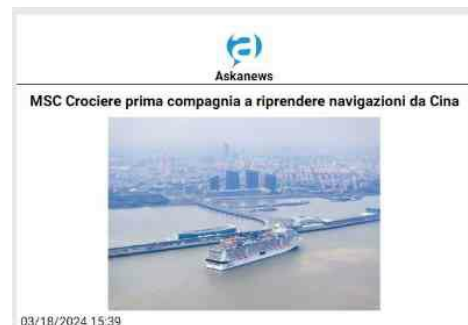 Askanews
MSC Crociere prima compagnia a riprendere navigazioni da Cina
03/18/2024 15:39